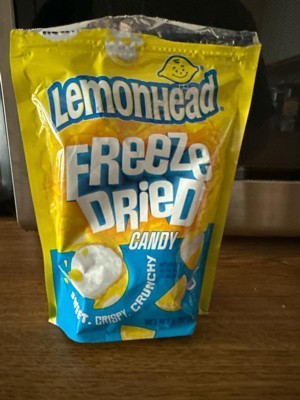 LemonHead
FReeZe
DRieD
CANDY
CRISPY. CRUNCHY